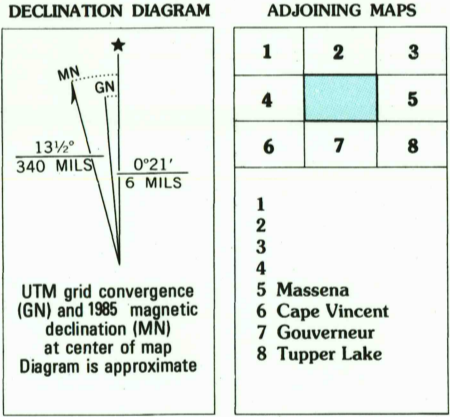 DECLINATION DIAGRAM
MN
GN
13½°
340 MILS
0°21′
6 MILS
UTM grid convergence
(GN) and 1985 magnetic
declination (MN)
at center of map
Diagram is approximate
ADJOINING MAPS
1 2 3
4 5
6 7 8
1
2
3
4
5 Massena
6 Cape Vincent
7 Gouverneur
8 Tupper Lake